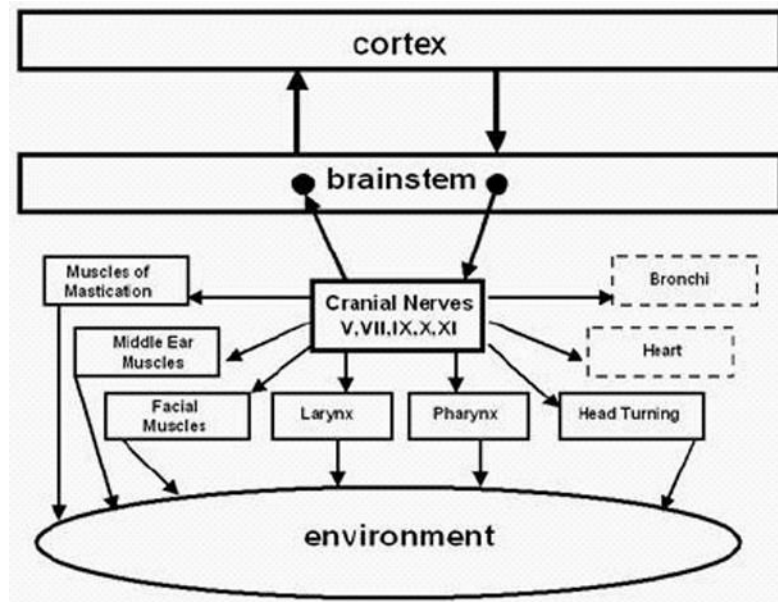 cortex
brainstem
Muscles of
Mastication
Cranial Nerves
V,VII,IX,X,XI
Bronchi
Middle Ear
Muscles
Heart
Facial
Muscles
Larynx
Pharynx
Head Turning
environment